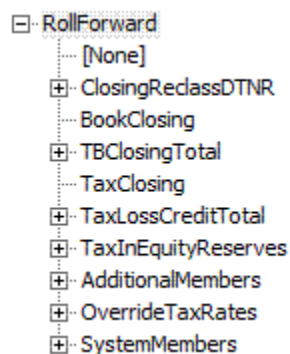 RollForward
[None]
ClosingReclassDTNR
BookClosing
TBClosingTotal
TaxClosing
TaxLossCreditTotal
TaxInEquityReserves
AdditionalMembers
OverrideTaxRates
SystemMembers